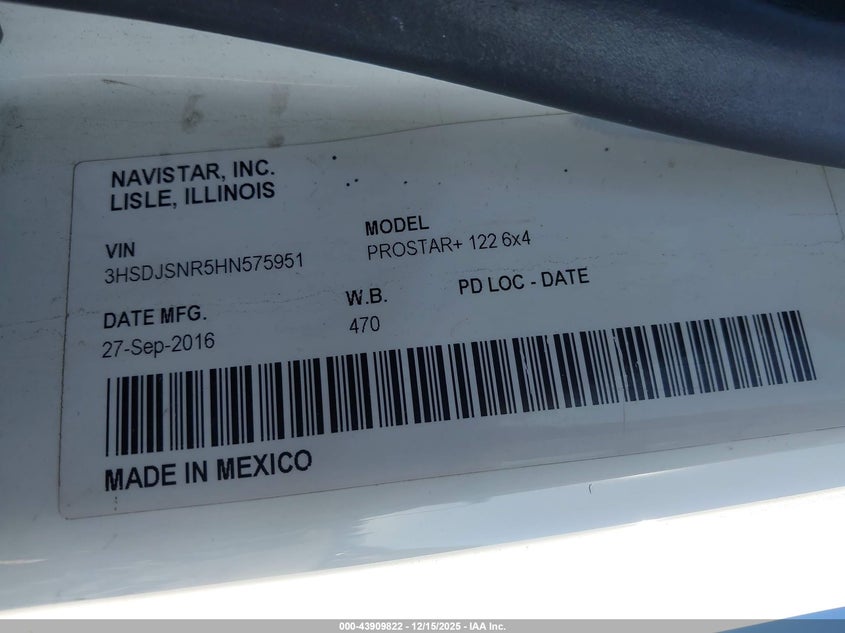 NAVISTAR, INC.
LISLE, ILLINOIS
VIN
3HSDJSNR5HN575951
MODEL
PROSTAR+ 122 6x4
DATE MFG.
27-Sep-2016
W.B.
470
PD LOC - DATE
MADE IN MEXICO
000-43909822 - 12/15/2025 - IAA Inc.